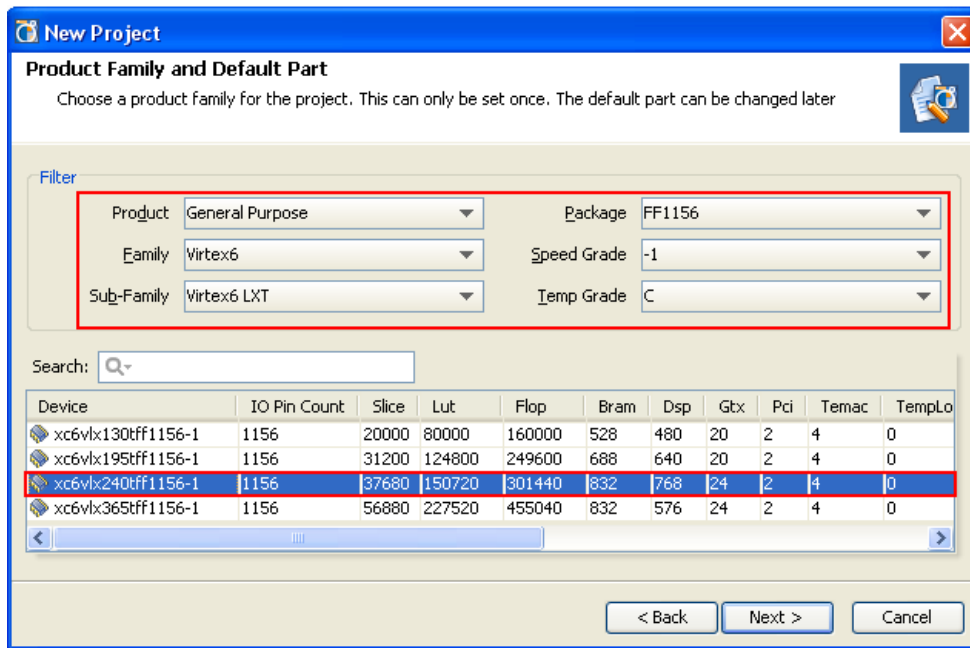 New Project
Product Family and Default Part
Choose a product family for the project. This can only be set once. The default part can be changed later
Filter
Product General Purpose Package FF1156
Family Virtex6 Speed Grade -1
Sub-Family Virtex6 LXT Temp Grade C
Search:
Device IO Pin Count Slice Lut Flop Bram Dsp Gtx Pci Temac TempLo
xc6vlx130tff1156-1 1156 20000 80000 160000 528 480 20 2 4 0
xc6vlx195tff1156-1 1156 31200 124800 249600 688 640 20 2 4 0
xc6vlx240tff1156-1 1156 37680 150720 301440 832 768 24 2 4 0
xc6vlx365tff1156-1 1156 56880 227520 455040 832 576 24 2 4 0
< Back Next > Cancel